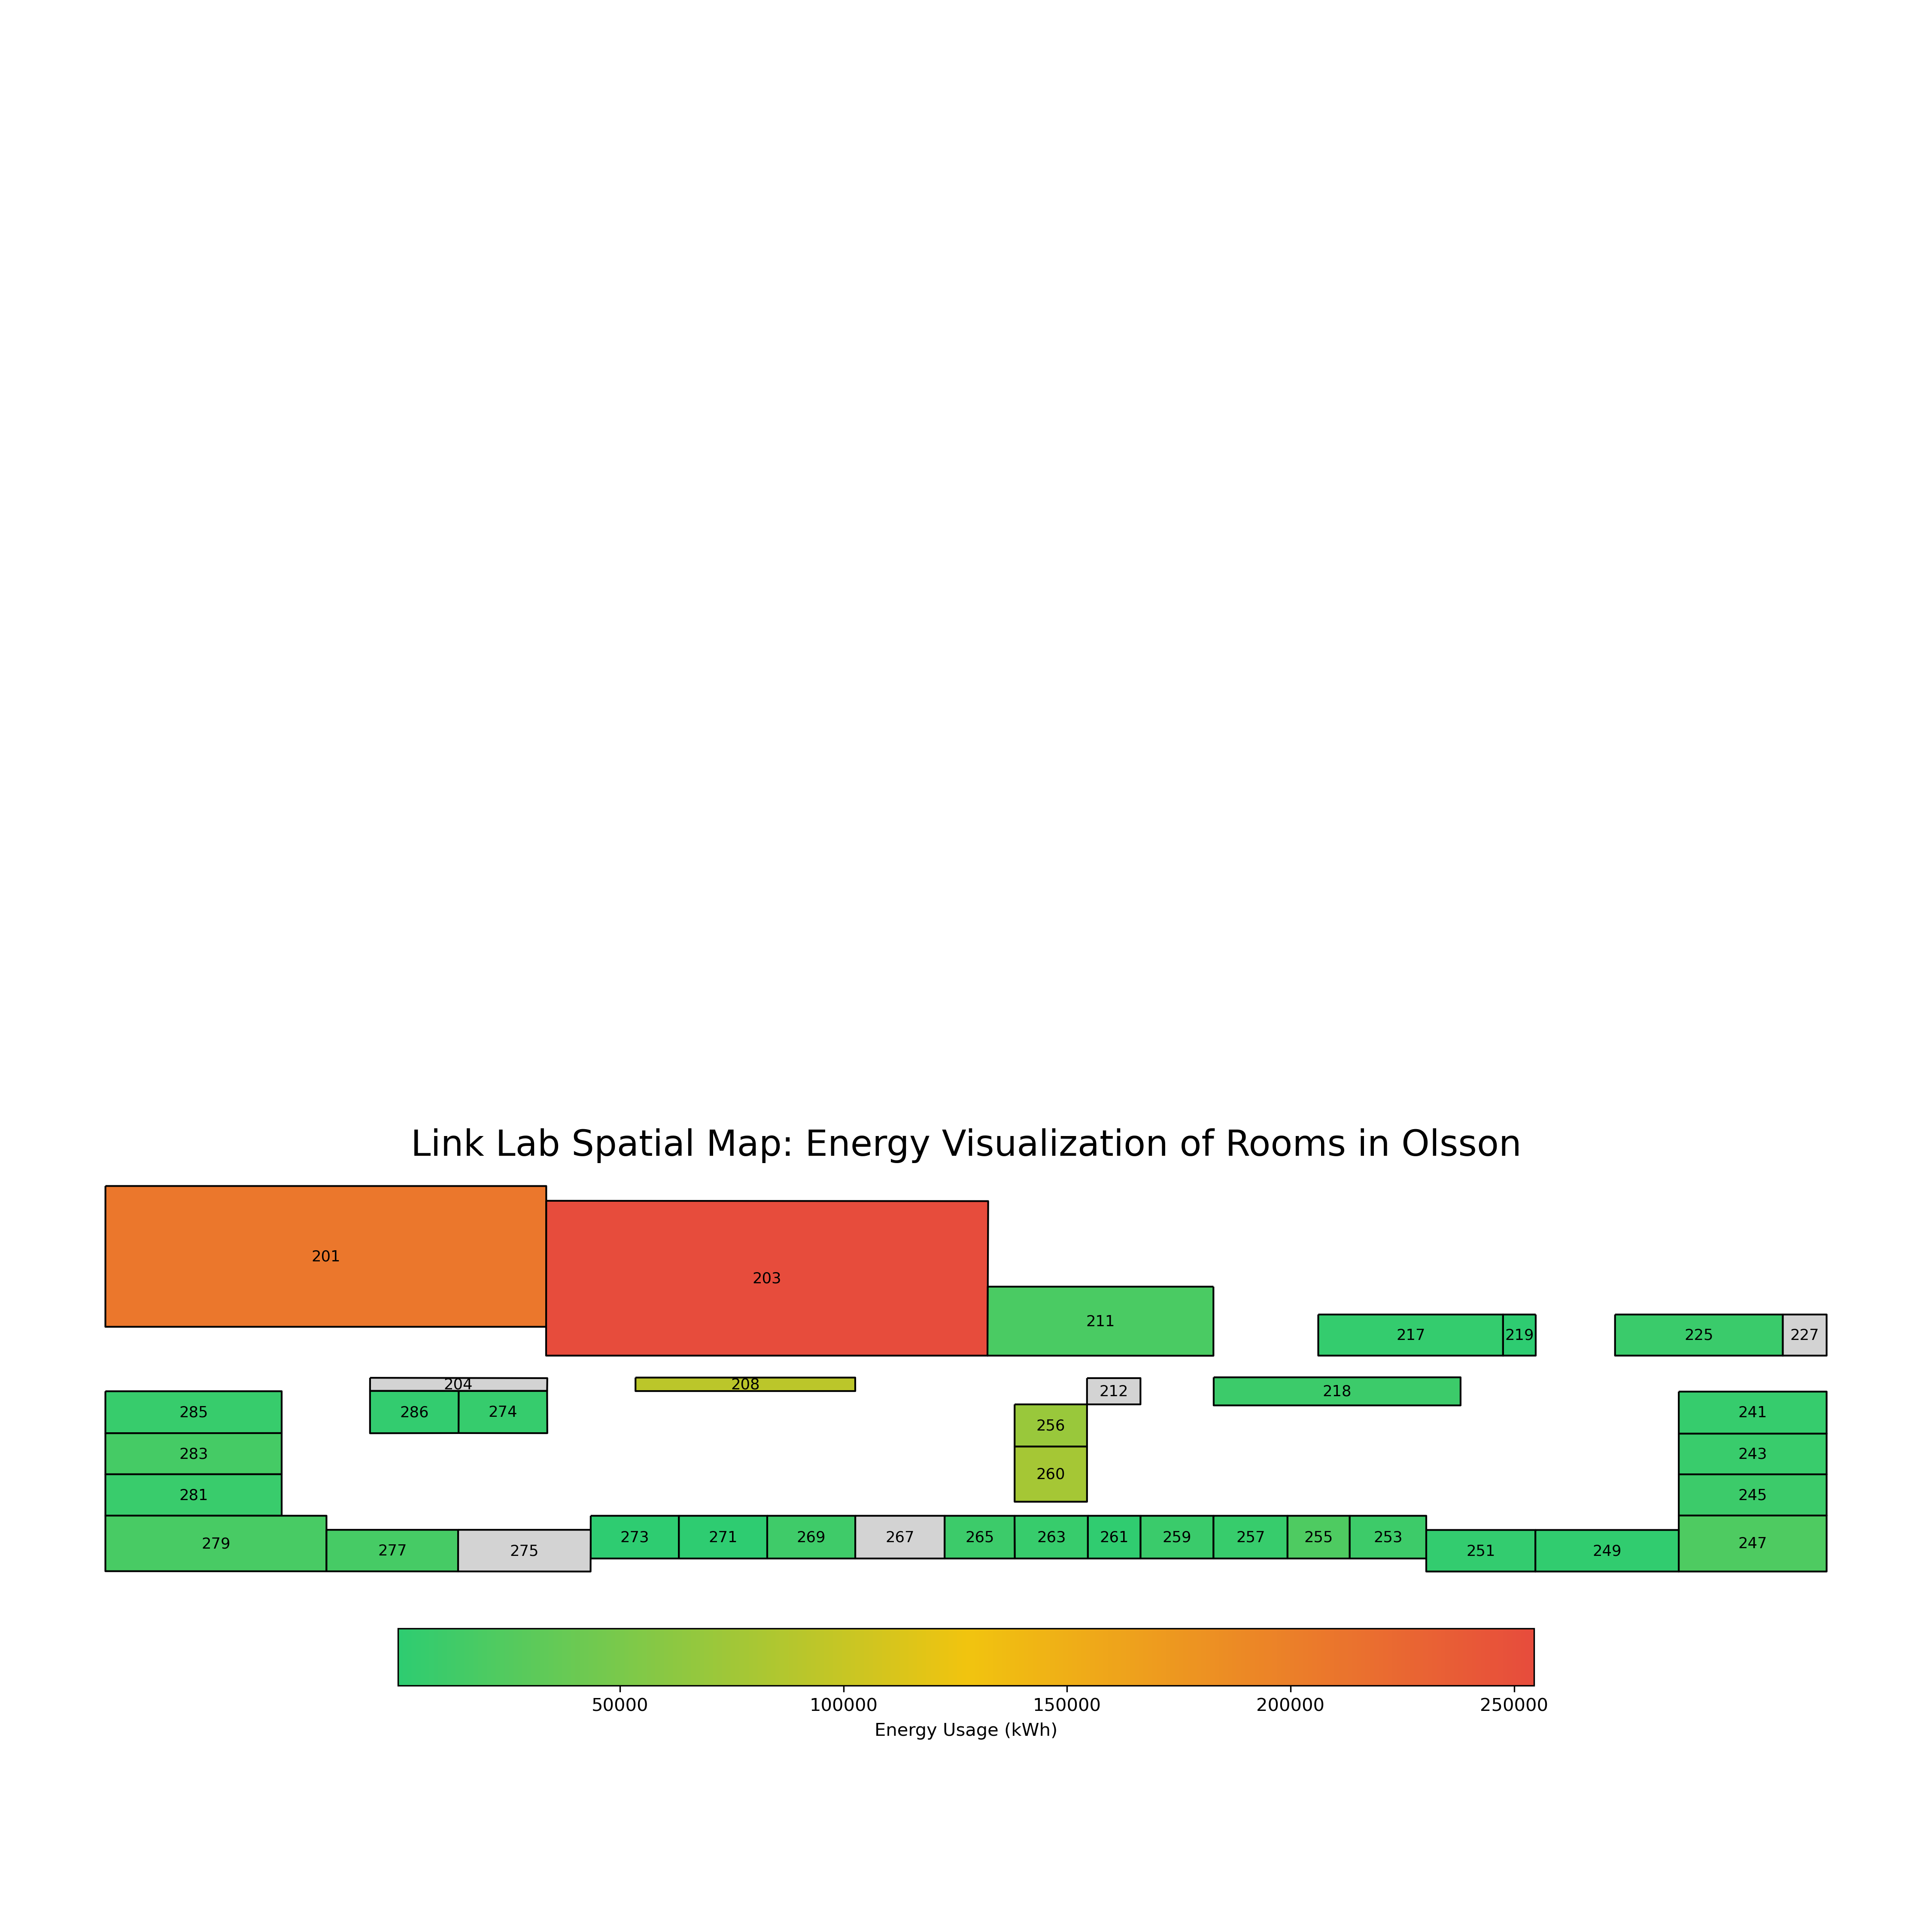 Link Lab Spatial Map: Energy Visualization of Rooms in Olsson
201
203
211
217 219 225 227
204 208 212 218
285 286 274 256 241
283 260 243
281 245
279 277 275 273 271 269 267 265 263 261 259 257 255 253 251 249 247
50000 100000 150000 200000 250000
Energy Usage (kWh)